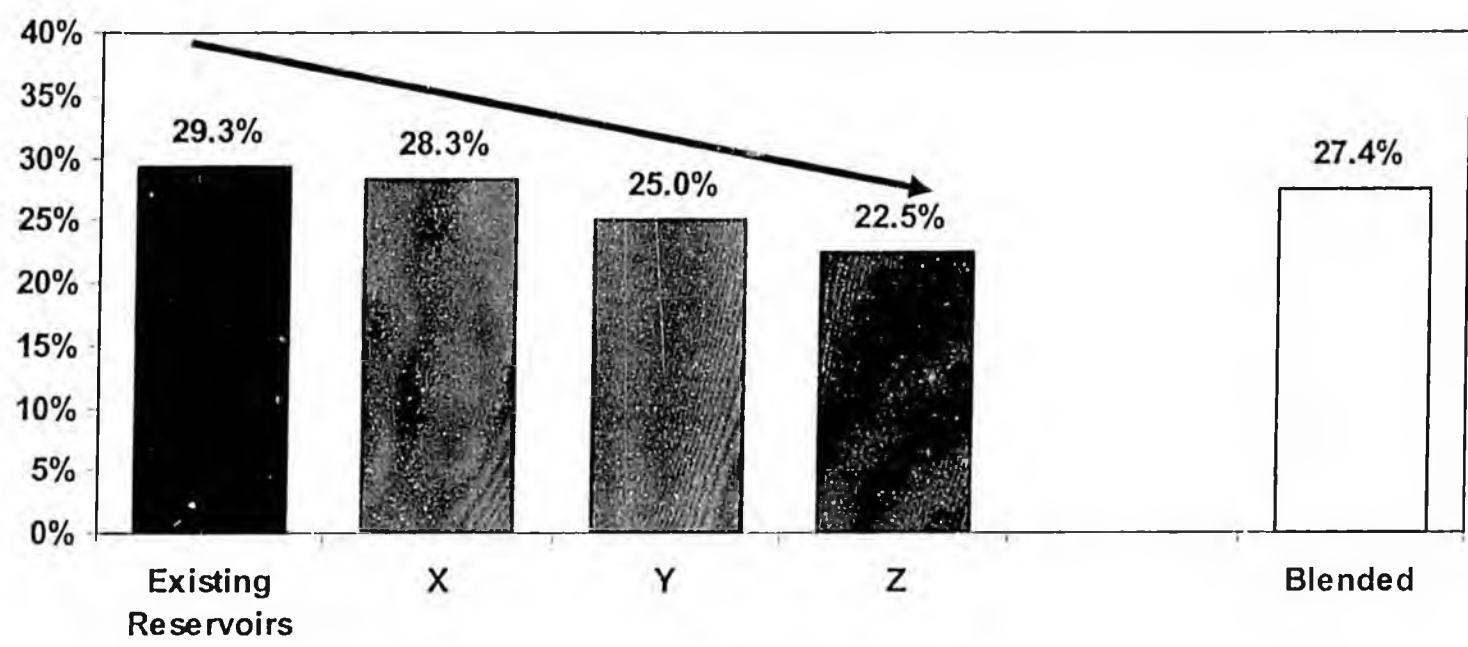 40%
35%
30%
25%
20%
15%
10%
5%
0%
29.3%
28.3%
25.0%
22.5%
27.4%
Existing
Reservoirs
X
Y
Z
Blended